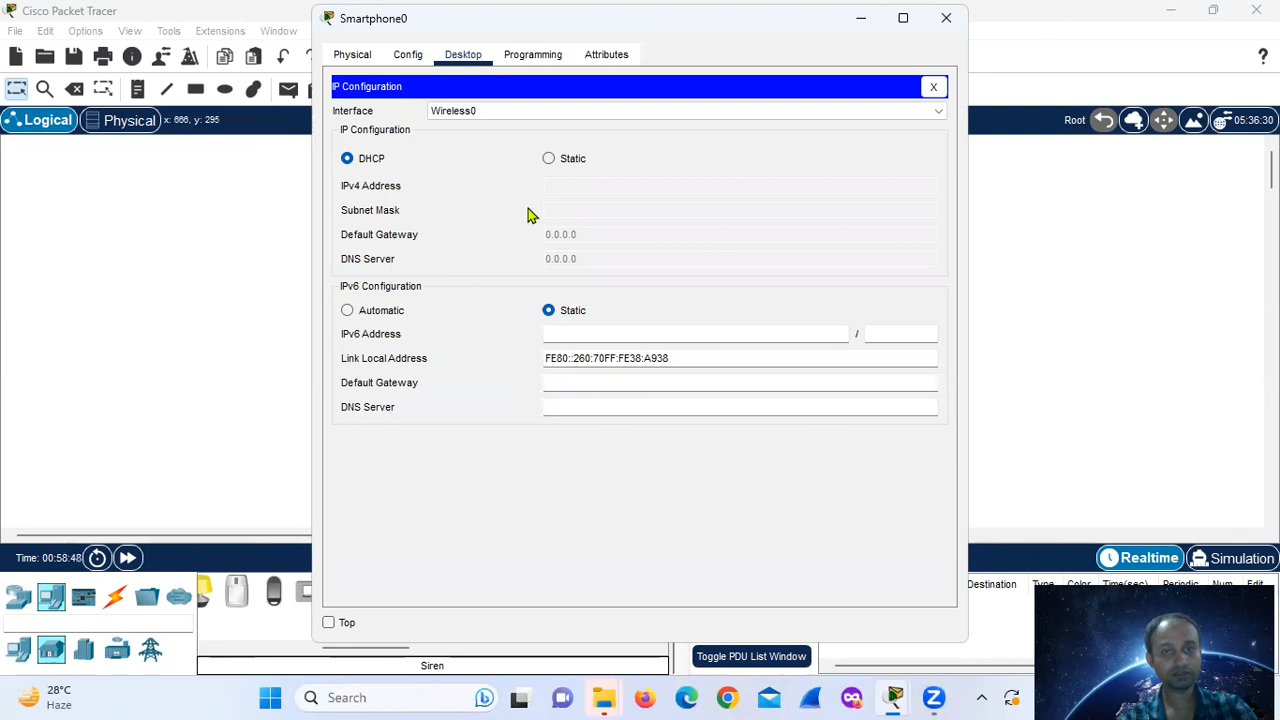 Cisco Packet Tracer
File Edit Options View Tools Extensions Window
Logical Physical x: 666, y: 295
Smartphone0
Physical Config Desktop Programming Attributes
IP Configuration X
Interface Wireless0
IP Configuration
DHCP Static
IPv4 Address
Subnet Mask
Default Gateway 0.0.0.0
DNS Server 0.0.0.0
IPv6 Configuration
Automatic Static
IPv6 Address /
Link Local Address FE80::260:70FF:FE38:A938
Default Gateway
DNS Server
Top
Root 05:36:30
Time: 00:58:48
Realtime Simulation
Destination Type Color Time(sec) Periodic Num Edit
Toggle PDU List Window
Siren
28°C
Haze
Search